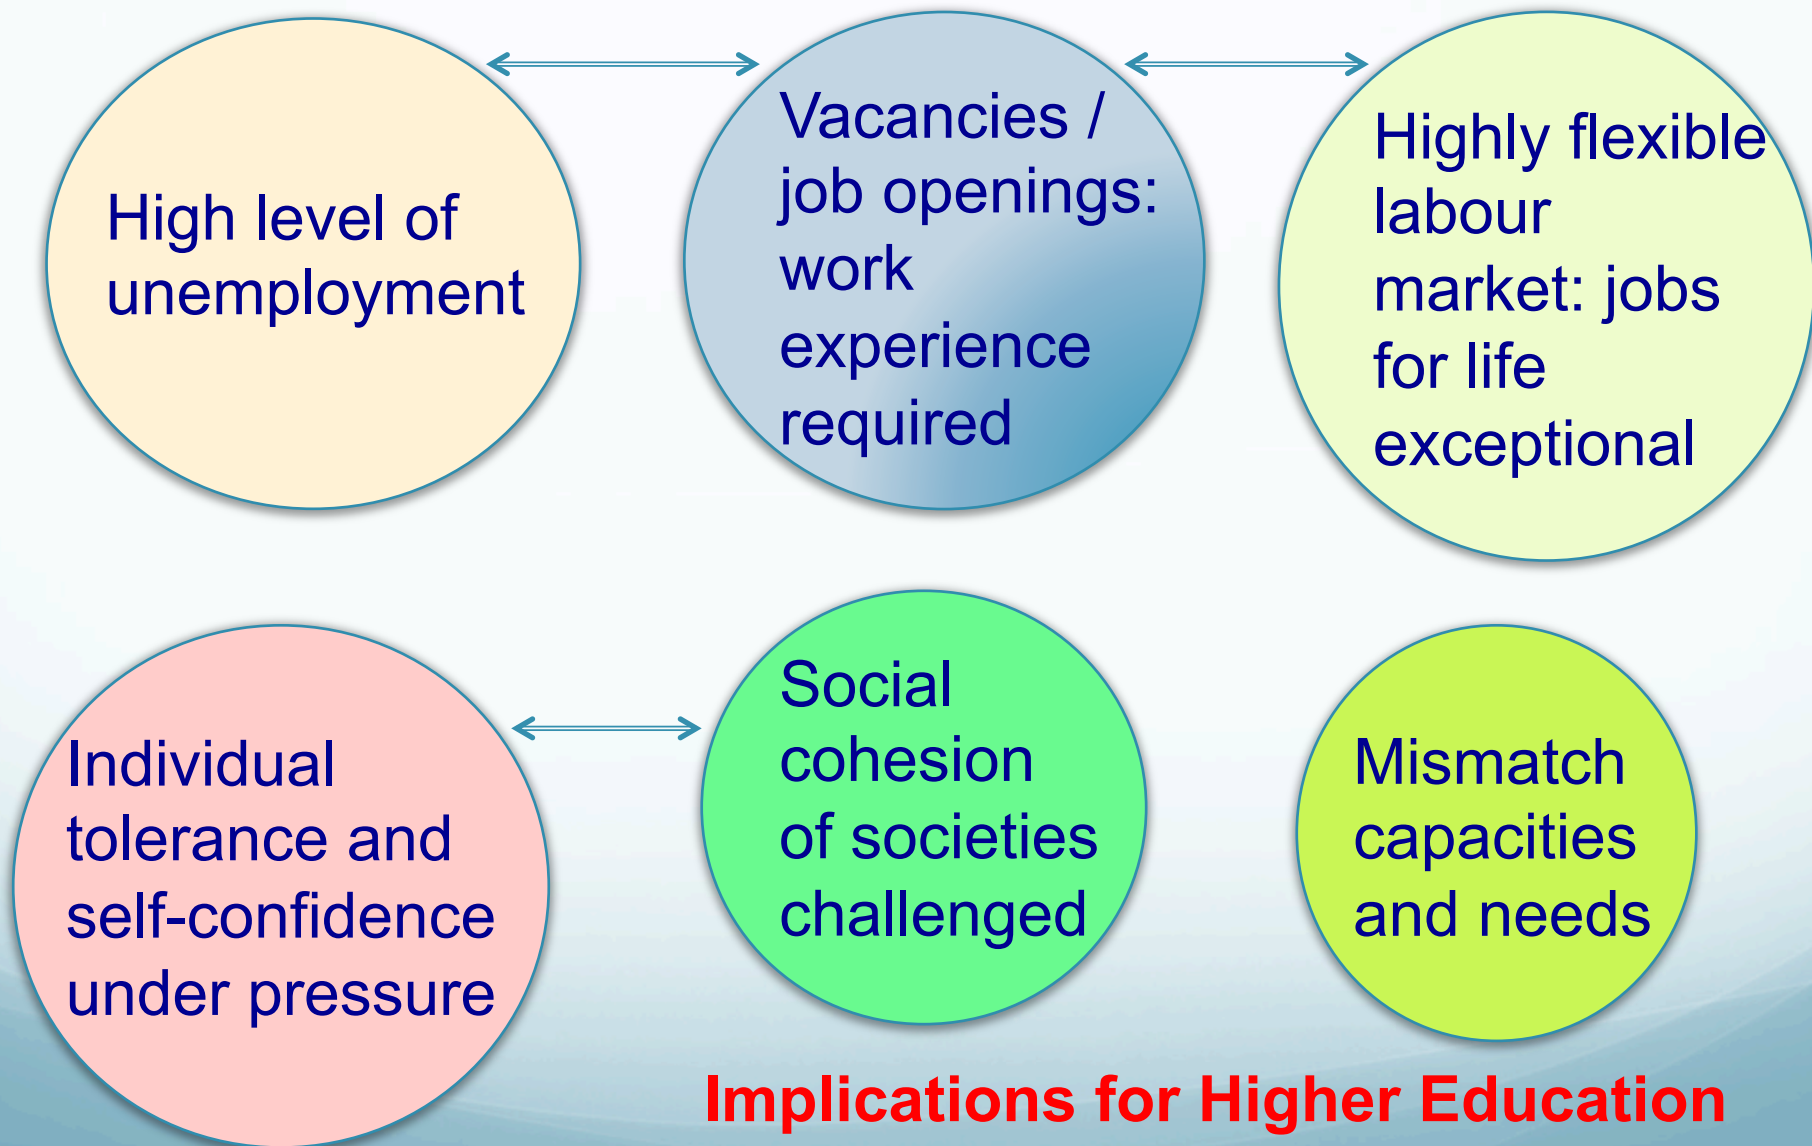 High level of
unemployment
Vacancies /
job openings:
work
experience
required
Highly flexible
labour
market: jobs
for life
exceptional
Individual
tolerance and
self-confidence
under pressure
Social
cohesion
of societies
challenged
Mismatch
capacities
and needs
Implications for Higher Education